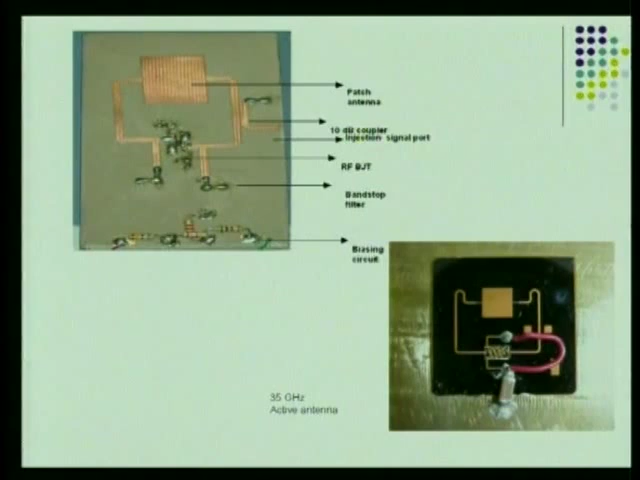 Patch
antenna
10 dB coupler
Injection- signal port
RF BJT
Bandstop
filter
Biasing
circuit
35 GHz
Active antenna